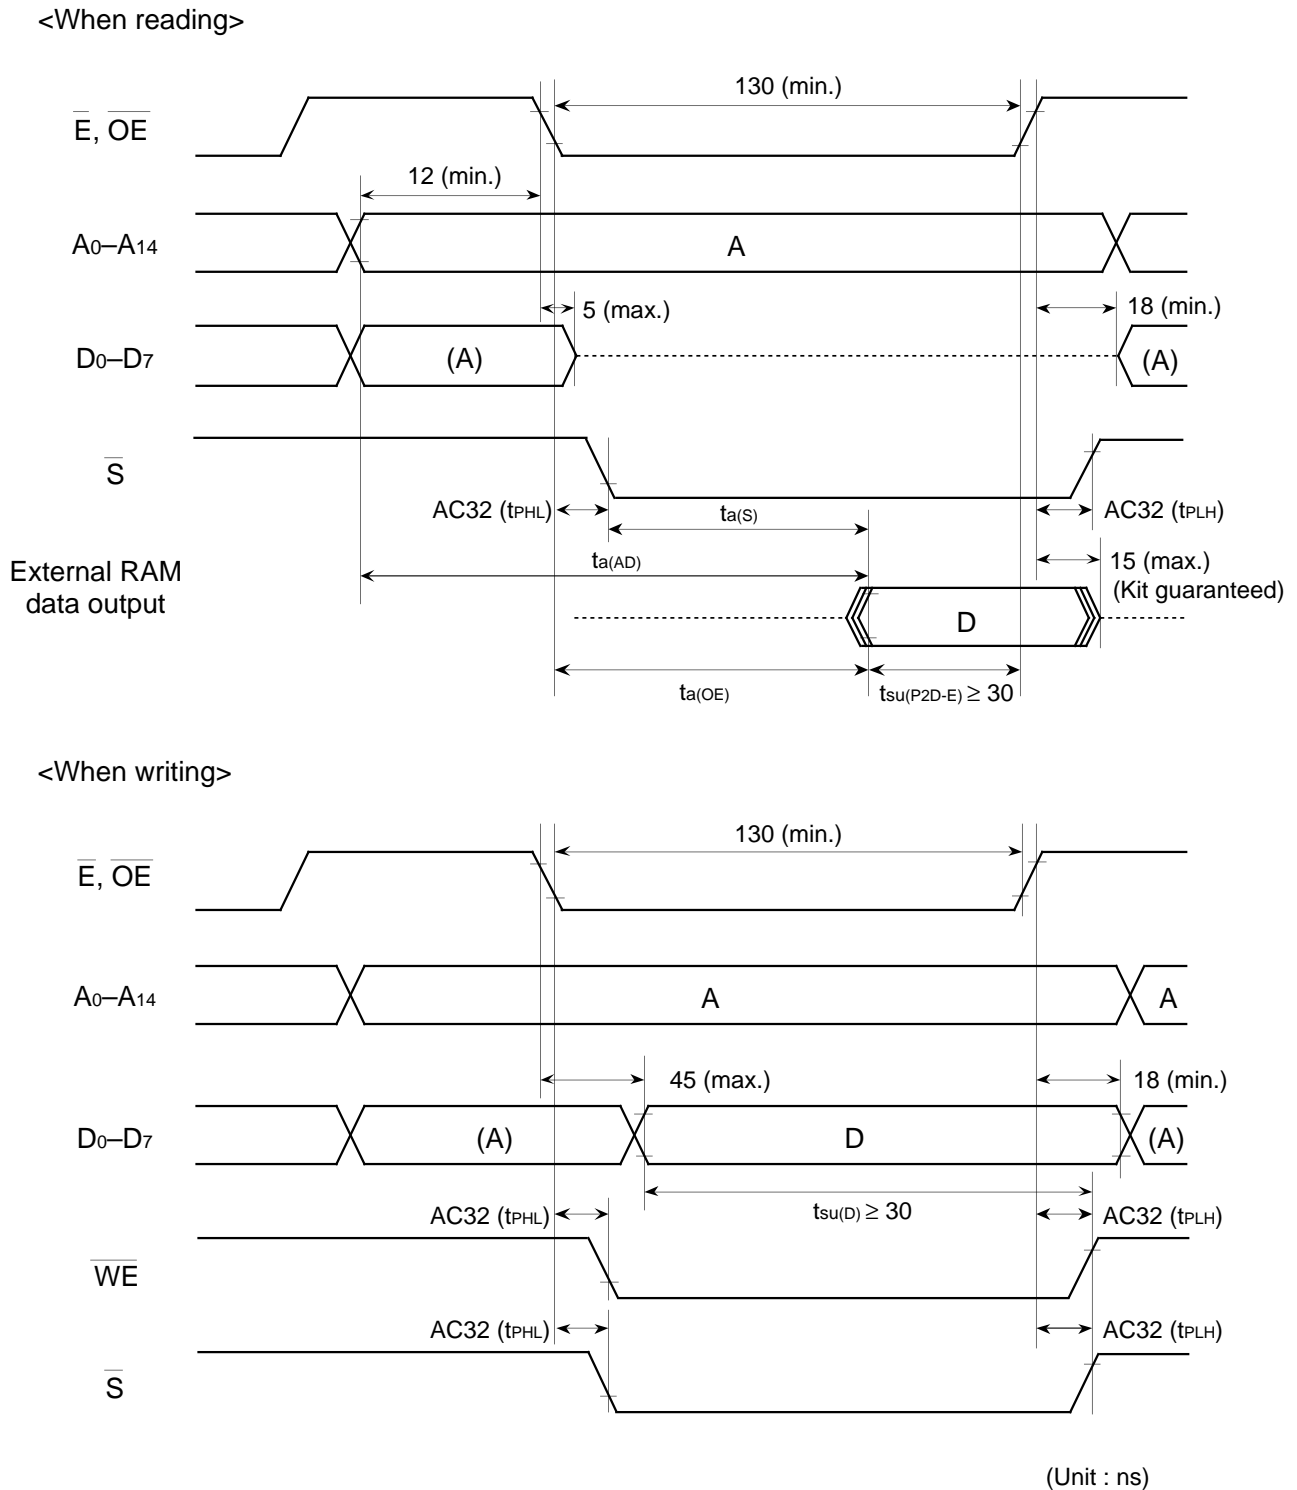 <When reading>
130 (min.)
E, OE
12 (min.)
A0–A14
A
5 (max.)
18 (min.)
D0–D7
(A)
(A)
S
AC32 (tPHL)
ta(S)
AC32 (tPLH)
ta(AD)
15 (max.)
(Kit guaranteed)
External RAM
data output
D
ta(OE)
tsu(P2D-E) ≥ 30
<When writing>
130 (min.)
E, OE
A0–A14
A
A
45 (max.)
18 (min.)
D0–D7
(A)
D
(A)
AC32 (tPHL)
tsu(D) ≥ 30
AC32 (tPLH)
WE
AC32 (tPHL)
AC32 (tPLH)
S
(Unit : ns)